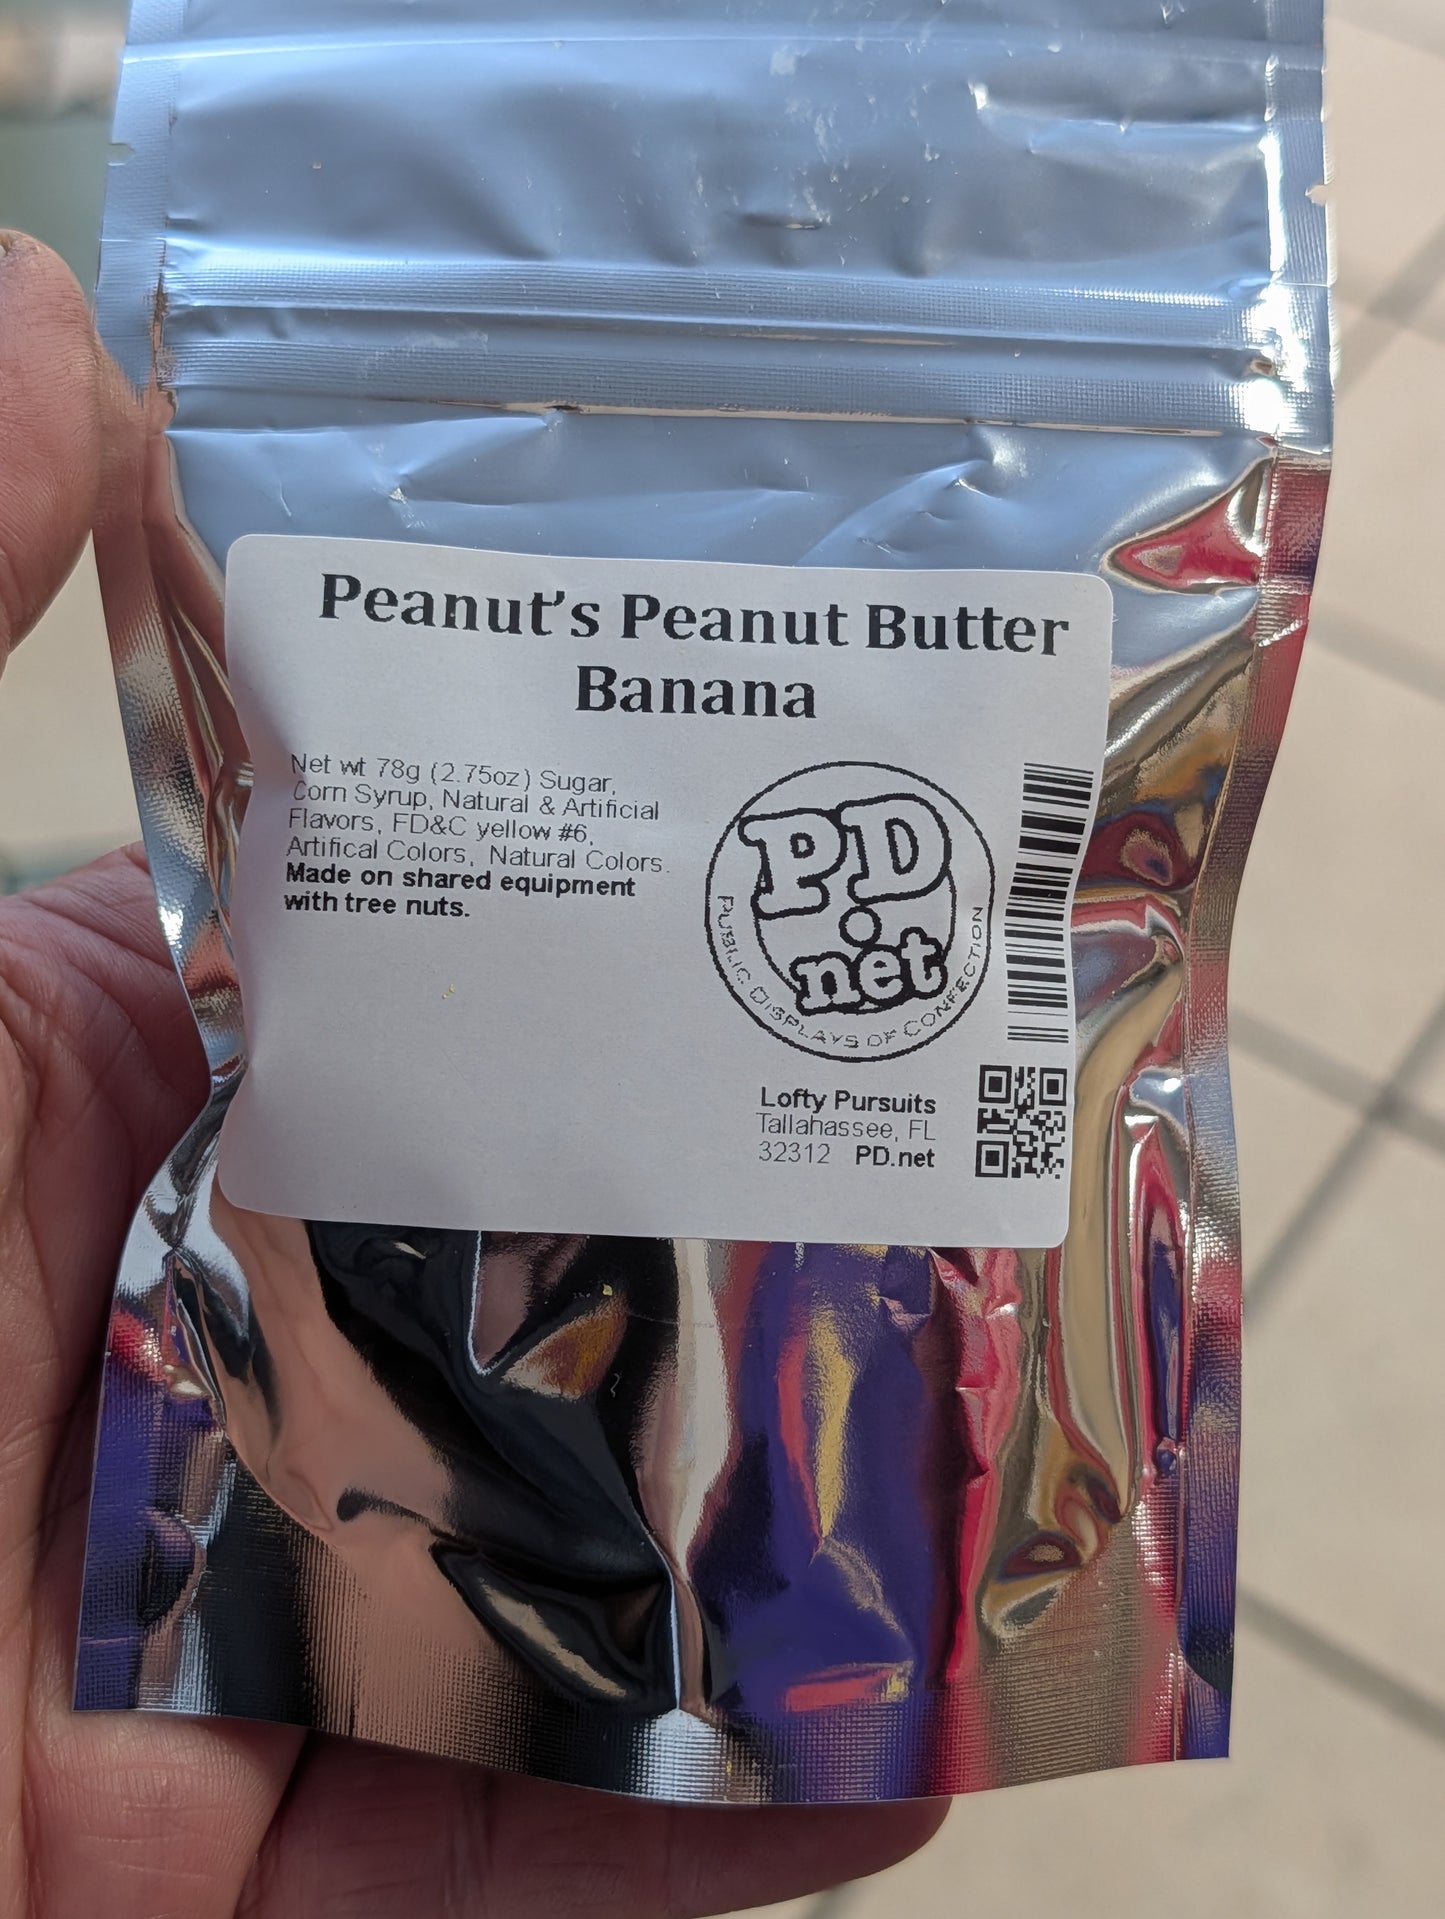 Peanut's Peanut Butter
Banana
Net wt 78g (2.75oz) Sugar,
Corn Syrup, Natural & Artificial
Flavors, FD&C yellow #6,
Artifical Colors, Natural Colors.
Made on shared equipment
with tree nuts.
PD
net
PUBLIC DISPLAYS OF CONFECTION
Lofty Pursuits
Tallahassee, FL
32312 PD.net